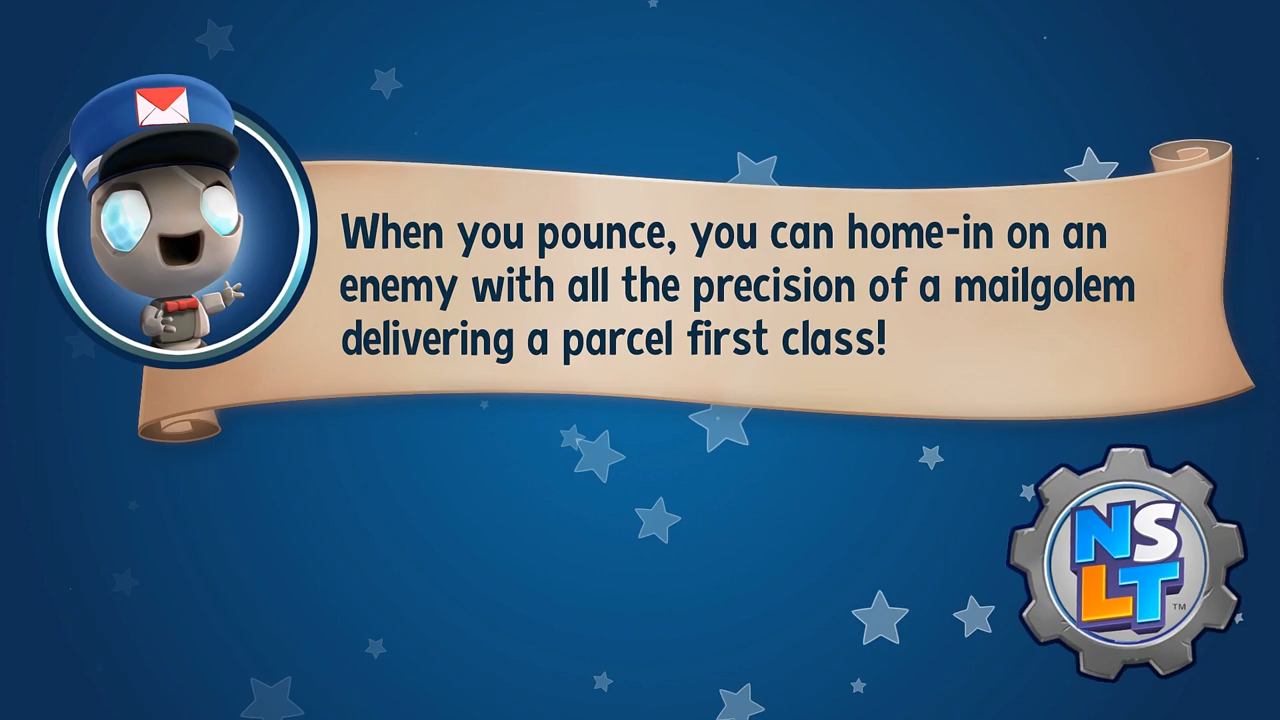 When you pounce, you can home-in on an
enemy with all the precision of a mailgolem
delivering a parcel first class!
NS
LT
TM